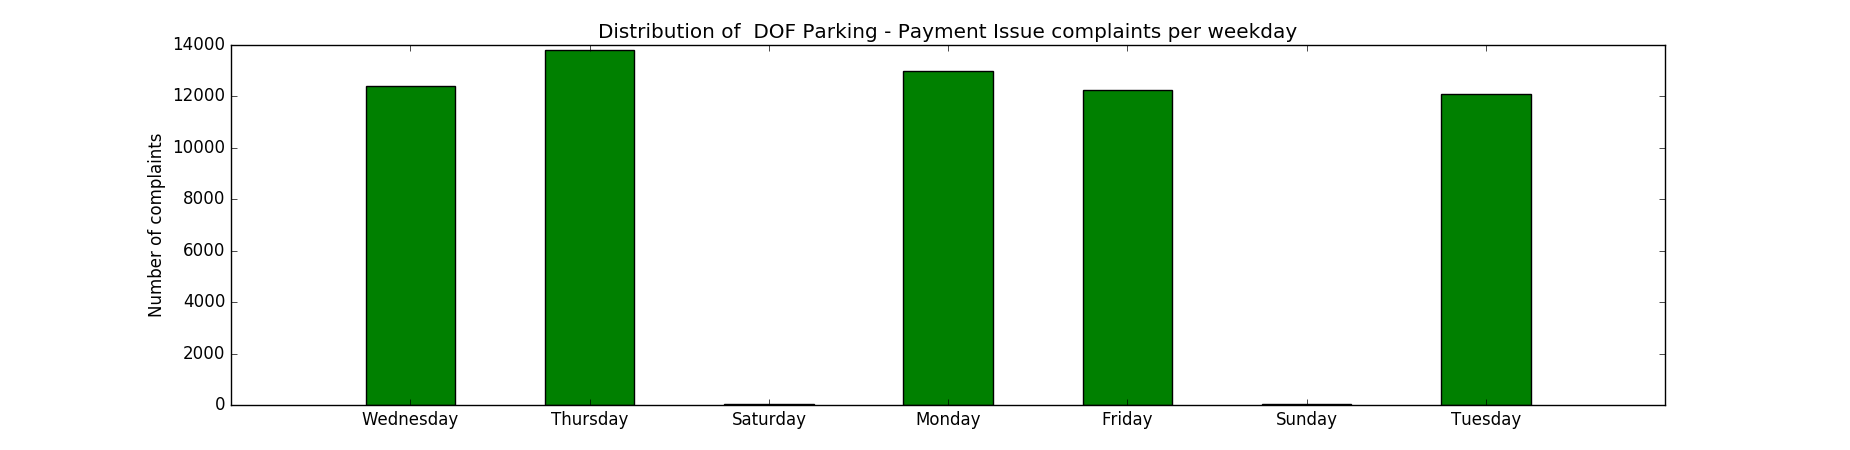 Distribution of  DOF Parking - Payment Issue complaints per weekday
Number of complaints
14000
12000
10000
8000
6000
4000
2000
0
Wednesday Thursday Saturday Monday Friday Sunday Tuesday